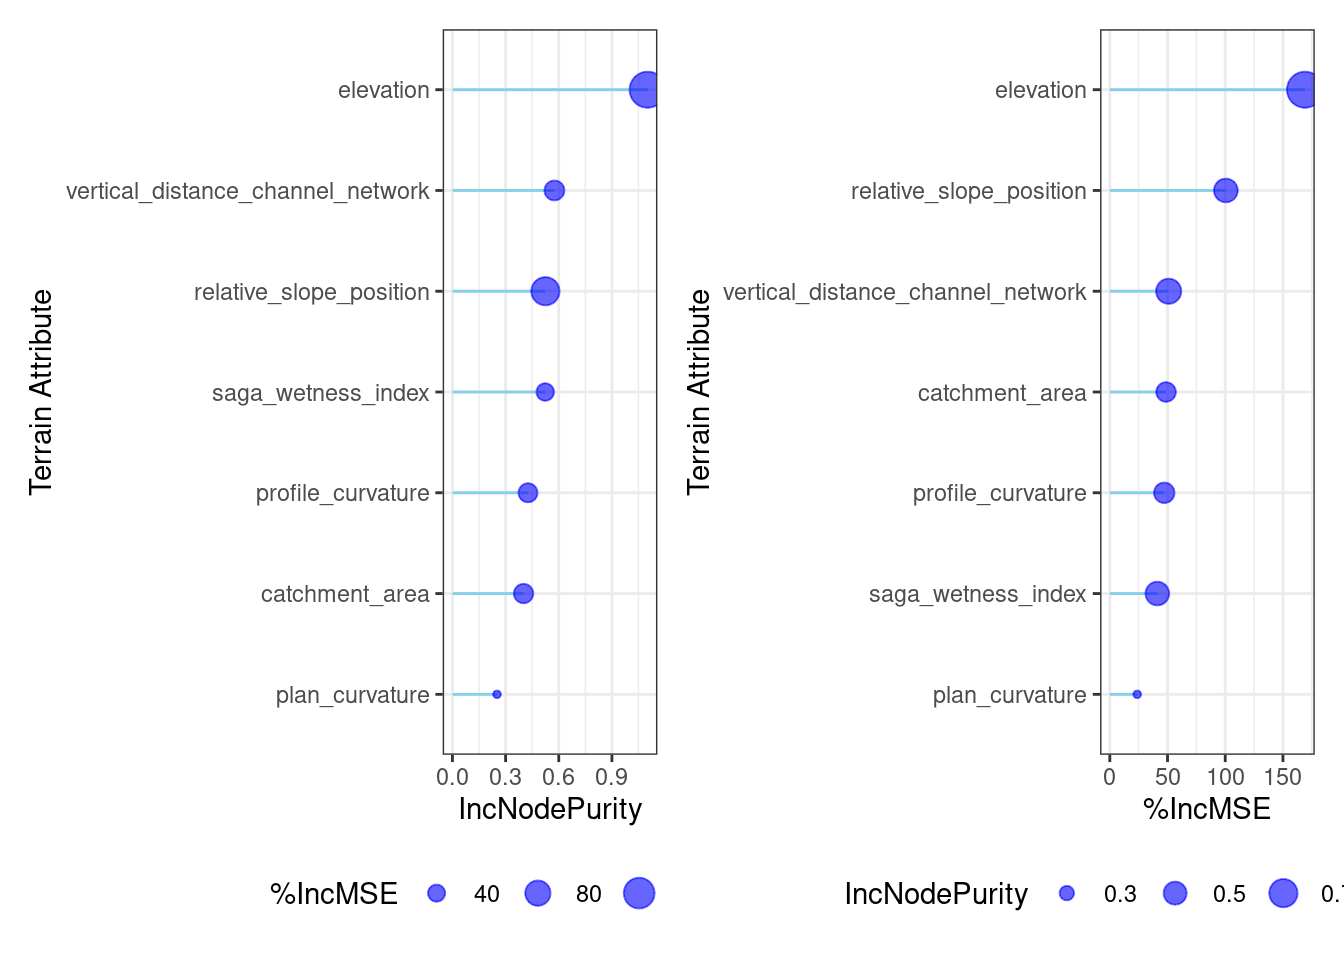 Terrain Attribute
elevation
vertical_distance_channel_network
relative_slope_position
saga_wetness_index
profile_curvature
catchment_area
plan_curvature
0.0 0.3 0.6 0.9
IncNodePurity
%IncMSE 40 80
Terrain Attribute
elevation
relative_slope_position
vertical_distance_channel_network
catchment_area
profile_curvature
saga_wetness_index
plan_curvature
0 50 100 150
%IncMSE
IncNodePurity 0.3 0.5